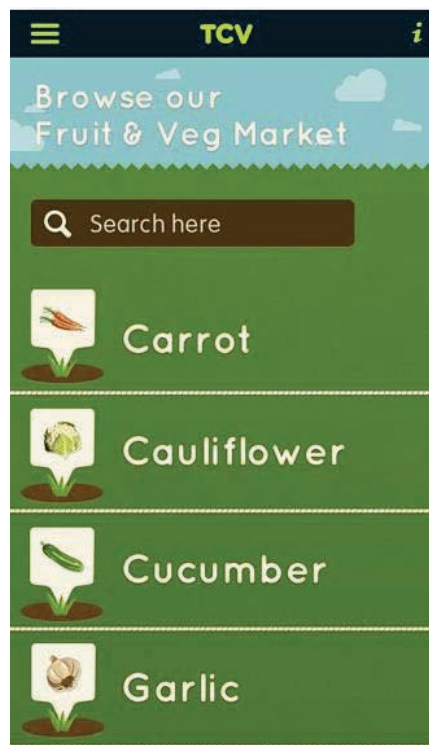 TCV
i
Browse our
Fruit & Veg Market
Search here
Carrot
Cauliflower
Cucumber
Garlic